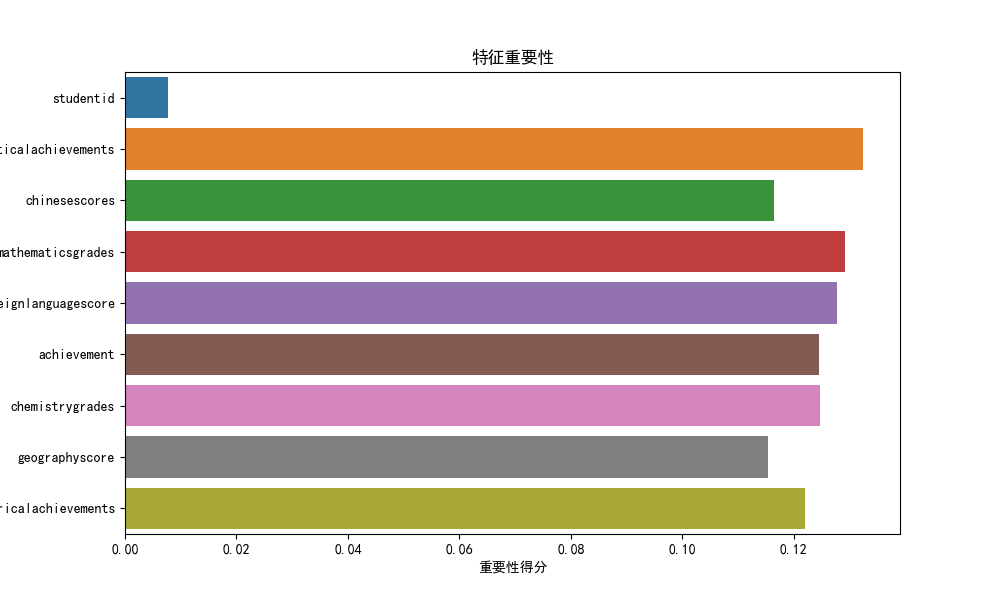 特征重要性
studentid
ticalachievements
chinesescores
mathematicsgrades
eignlanguagescore
achievement
chemistrygrades
geographyscore
ricalachievements
0.00 0.02 0.04 0.06 0.08 0.10 0.12
重要性得分